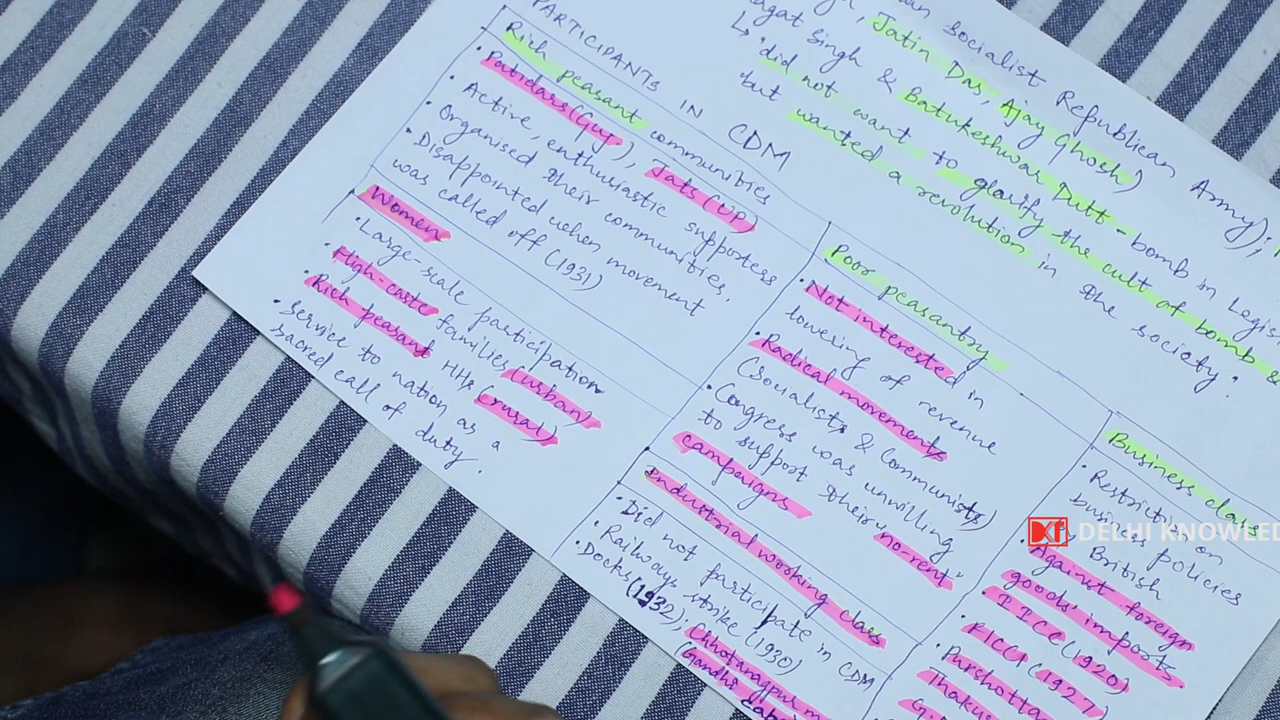 Socialist Republican Army);
Bhagat Singh &
Jatin Das, Ajay Ghosh)
Batukeshwar Dutt - bomb in Legis
↳ "did not want to glorify the cult of bomb &
but wanted a revolution in
the society".
PARTICIPANTS IN CDM
Rich peasant communities
• Patidars (Guj), Jats (UP)
• Active, enthusiastic supporters
• Organised their communities.
• Disappointed when movement
was called off (1931)
Women
• Large-scale participation
• High-caste families (urban)
• Rich peasant HHs (rural)
• Service to nation as a
sacred call of duty.
Poor peasantry
• Not interested in
lowering of revenue
• Radical movements
(Socialists & Communists)
• Congress was unwilling
to support their "no-rent"
campaigns
Industrial working class
• Did not participate in CDM
• Railways strike (1930)
• Docks (1932), Chhotanagpur
(Gandhi
Business class
• Restrictions on
business policies
British
• Against foreign
goods' imports.
• IICC (1920)
• FICCI (1927)
• Purshotta
Thakur
• G.
DELHI KNOWLED